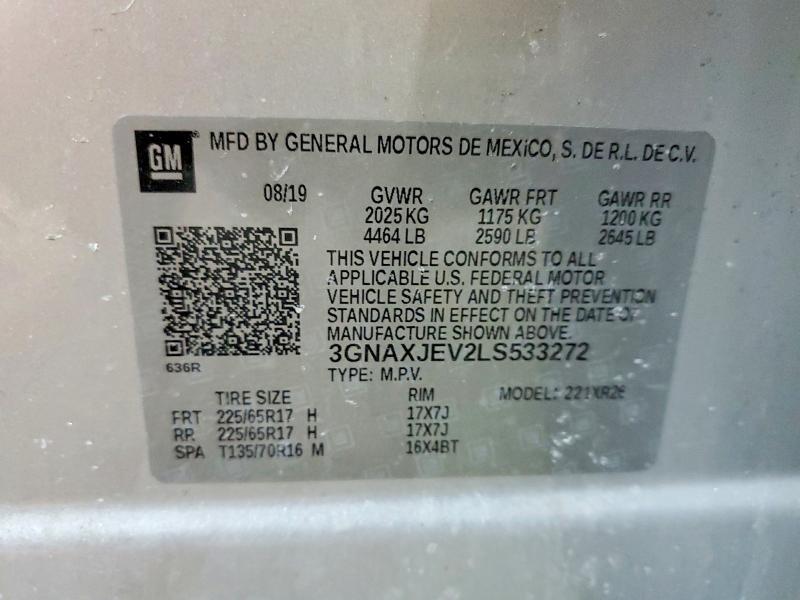 GM
MFD BY GENERAL MOTORS DE MEXICO, S. DE R.L. DE C.V.
08/19 GVWR GAWR FRT GAWR RR
2025 KG 1175 KG 1200 KG
4464 LB 2590 LB 2645 LB
THIS VEHICLE CONFORMS TO ALL
APPLICABLE U.S. FEDERAL MOTOR
VEHICLE SAFETY AND THEFT PREVENTION
STANDARDS IN EFFECT ON THE DATE OF
MANUFACTURE SHOWN ABOVE.
3GNAXJEV2LS533272
636R
TYPE: M.P.V.
TIRE SIZE RIM MODEL: 221XR26
FRT 225/65R17 H 17X7J
RR 225/65R17 H 17X7J
SPA T135/70R16 M 16X4BT